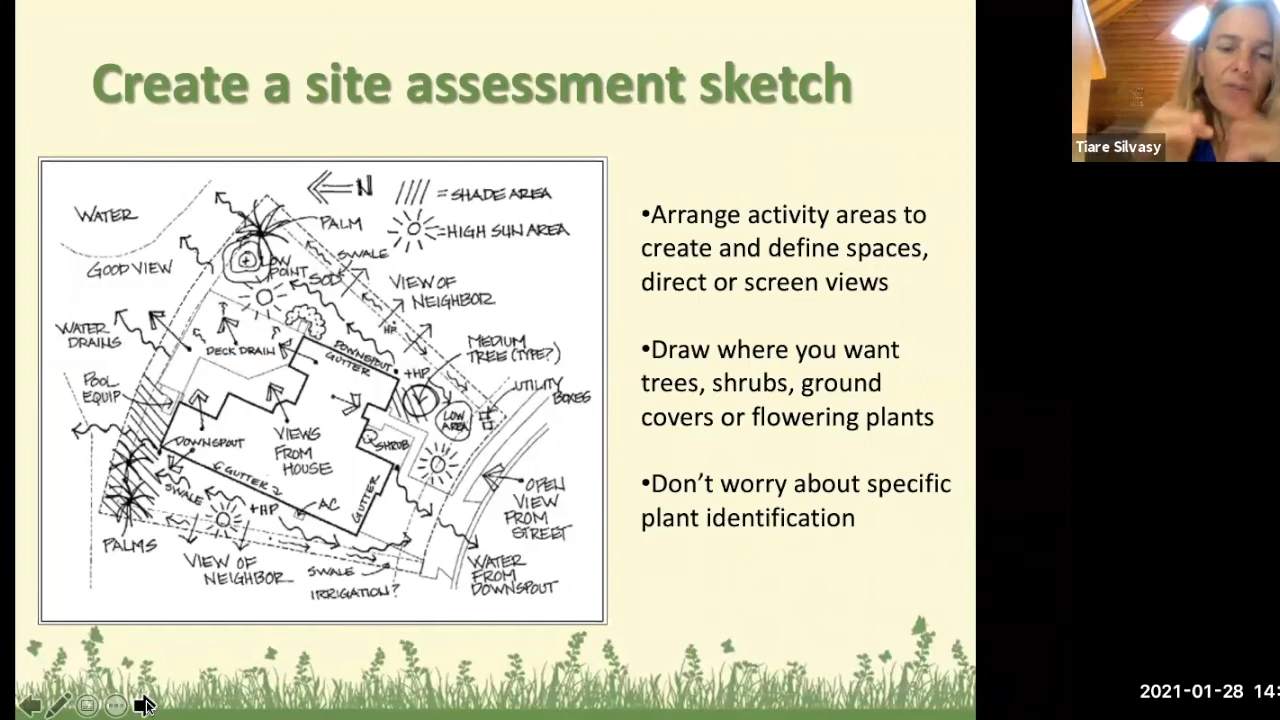 Create a site assessment sketch
Tiare Silvasy
N
= SHADE AREA
= HIGH SUN AREA
WATER
PALM
SWALE
GOOD VIEW
LOW
POINT
SOD
VIEW OF
NEIGHBOR
HP
WATER
DRAINS
DECK DRAIN
DOWNSPOUT
GUTTER
MEDIUM
TREE (TYPE?)
+HP
UTILITY
BOXES
POOL
EQUIP
LOW
AREA
DOWNSPOUT
VIEWS
FROM
HOUSE
SHRUB
GUTTER
SWALE
+HP
AC
GUTTER
OPEN
VIEW
FROM
STREET
PALMS
VIEW OF
NEIGHBOR
SWALE
IRRIGATION?
WATER
FROM
DOWNSPOUT
•Arrange activity areas to
create and define spaces,
direct or screen views
•Draw where you want
trees, shrubs, ground
covers or flowering plants
•Don’t worry about specific
plant identification
2021-01-28 14: